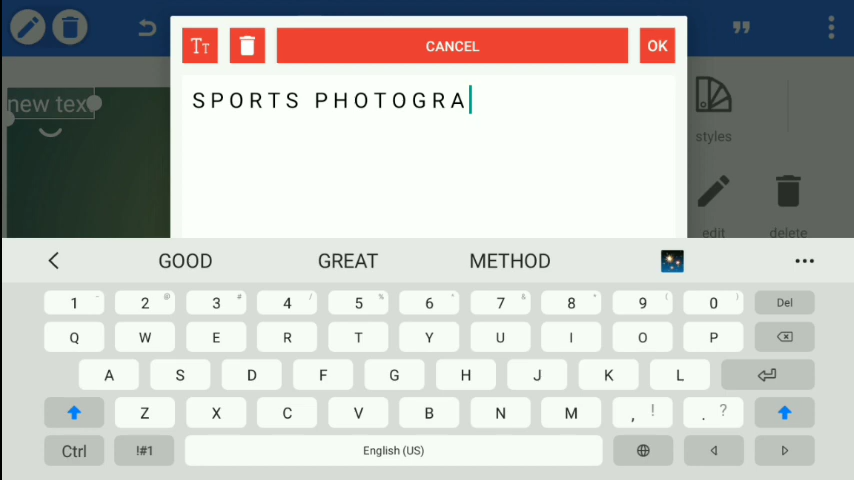 CANCEL
OK
Tт
new tex
SPORTS PHOTOGRA
styles
edit
delete
GOOD GREAT METHOD
1 - 2 @ 3 # 4 / 5 % 6 ^ 7 & 8 * 9 ( 0 ) Del
Q W E R T Y U I O P
A S D F G H J K L
Z X C V B N M , ! . ?
Ctrl !#1 English (US)